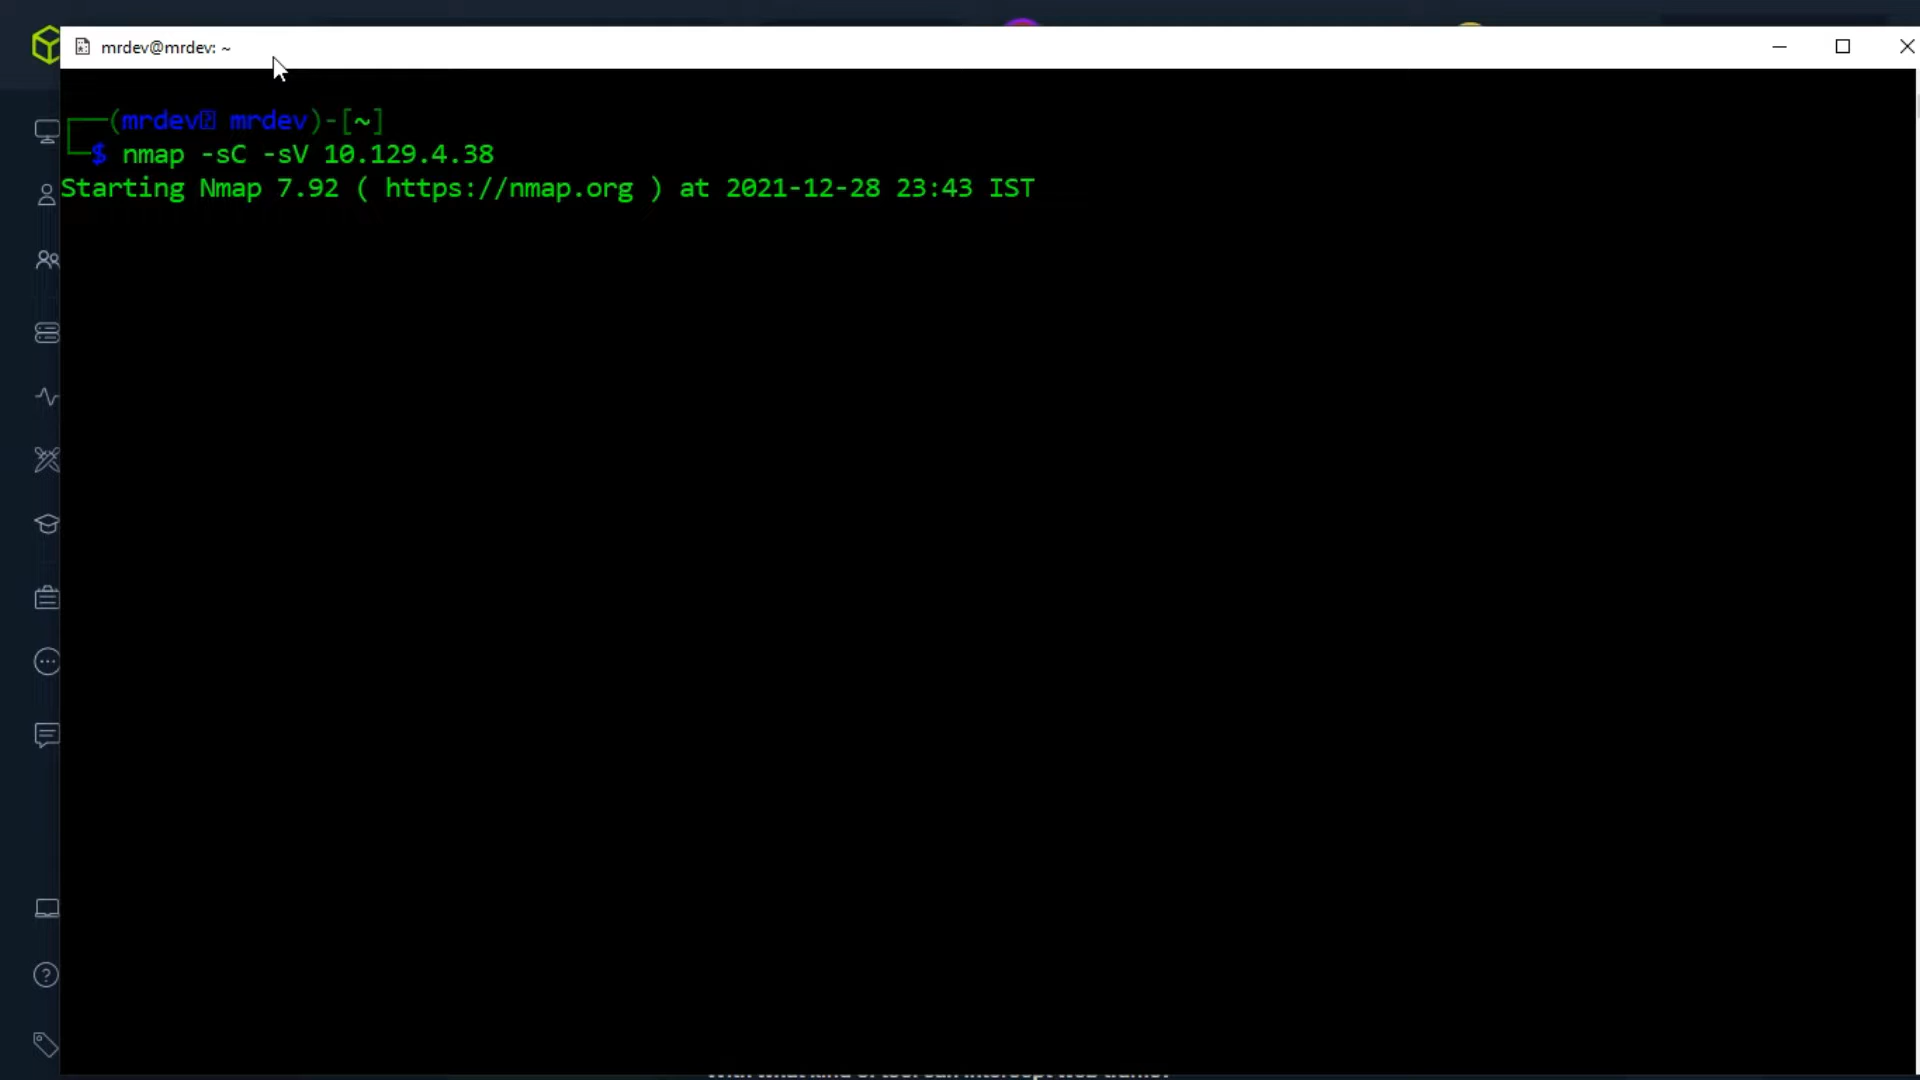 mrdev@mrdev: ~
(mrdev mrdev)-[~]
$ nmap -sC -sV 10.129.4.38
Starting Nmap 7.92 ( https://nmap.org ) at 2021-12-28 23:43 IST